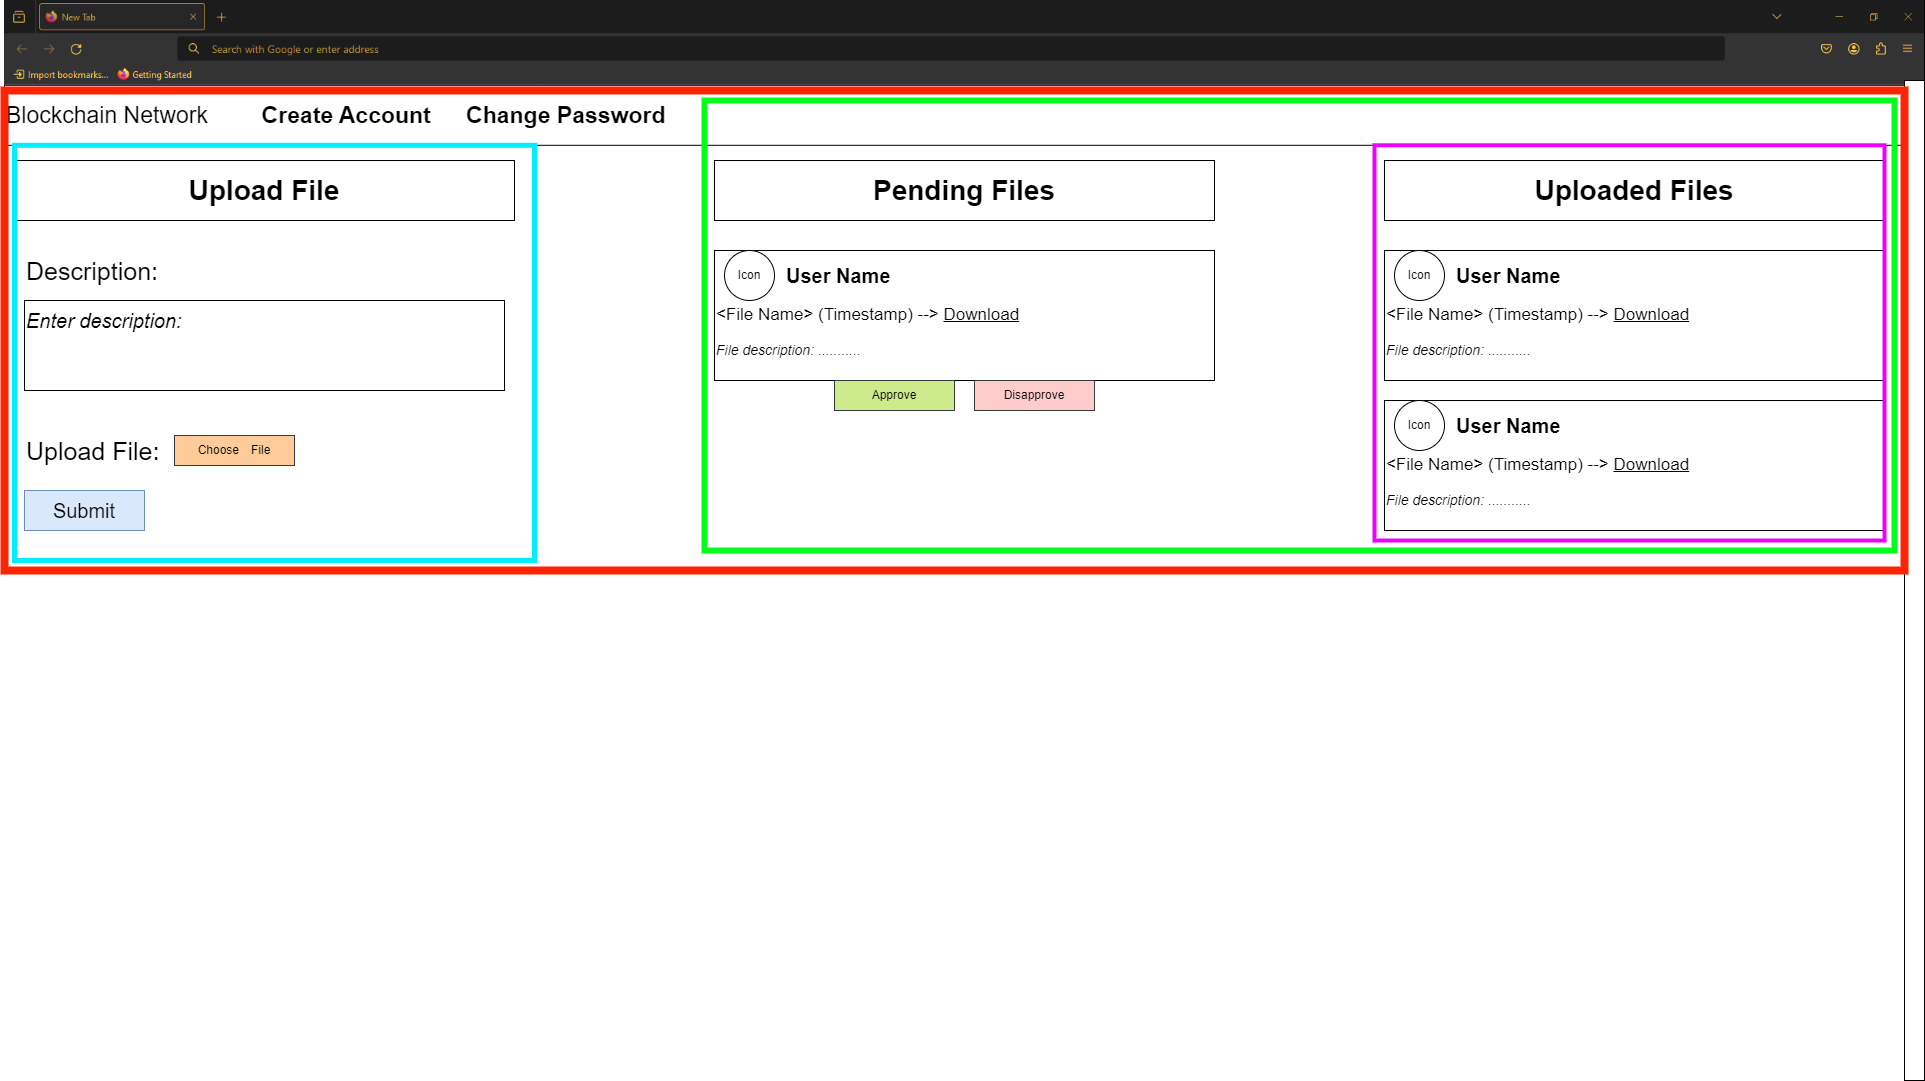 New Tab
Search with Google or enter address
Import bookmarks... Getting Started
Blockchain Network Create Account Change Password
Upload File
Description:
Enter description:
Upload File: Choose File
Submit
Pending Files
Icon User Name
<File Name> (Timestamp) --> Download
File description: ...........
Approve Disapprove
Uploaded Files
Icon User Name
<File Name> (Timestamp) --> Download
File description: ...........
Icon User Name
<File Name> (Timestamp) --> Download
File description: ...........